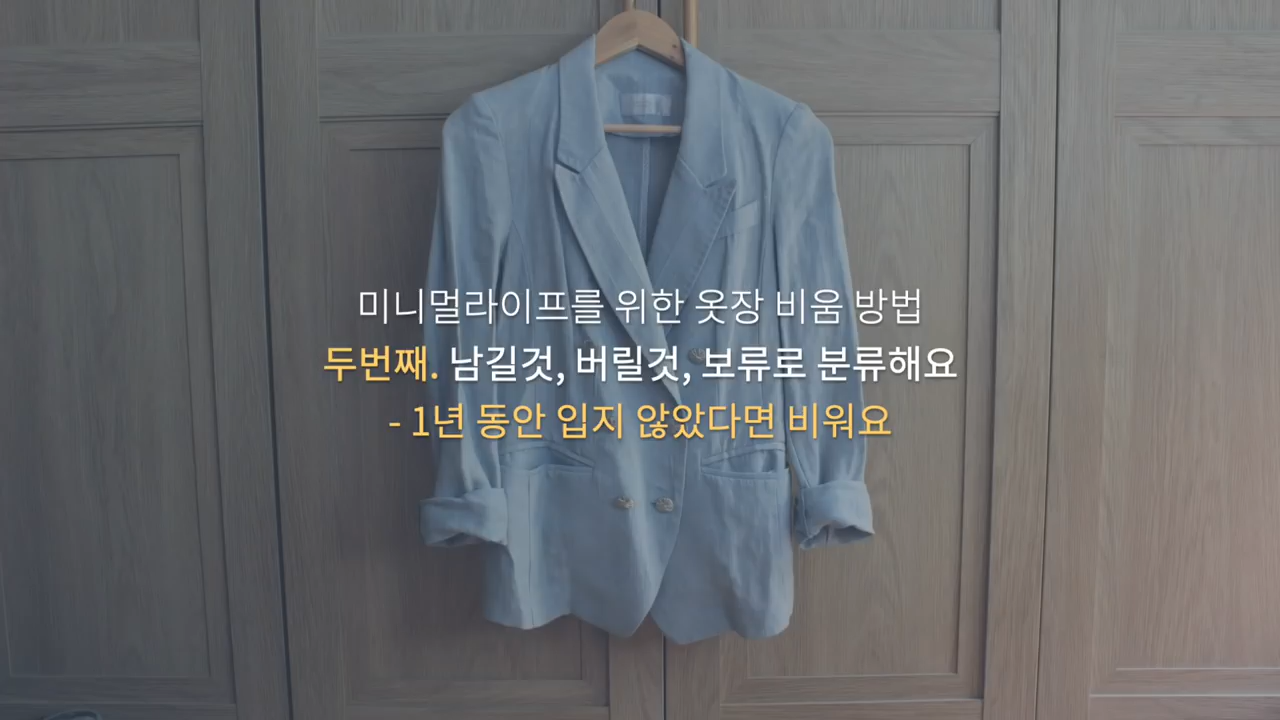 미니멀라이프를 위한 옷장 비움 방법
두번째. 남길것, 버릴것, 보류로 분류해요
- 1년 동안 입지 않았다면 비워요